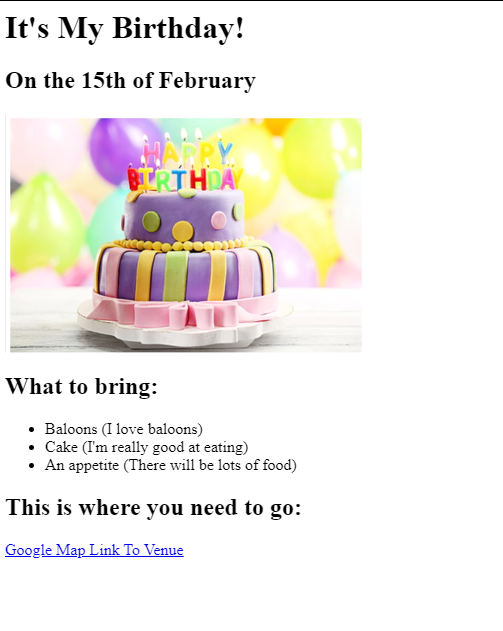 It's My Birthday!
On the 15th of February
HAPPY
BIRTHDAY
What to bring:
Baloons (I love baloons)
Cake (I'm really good at eating)
An appetite (There will be lots of food)
This is where you need to go:
Google Map Link To Venue